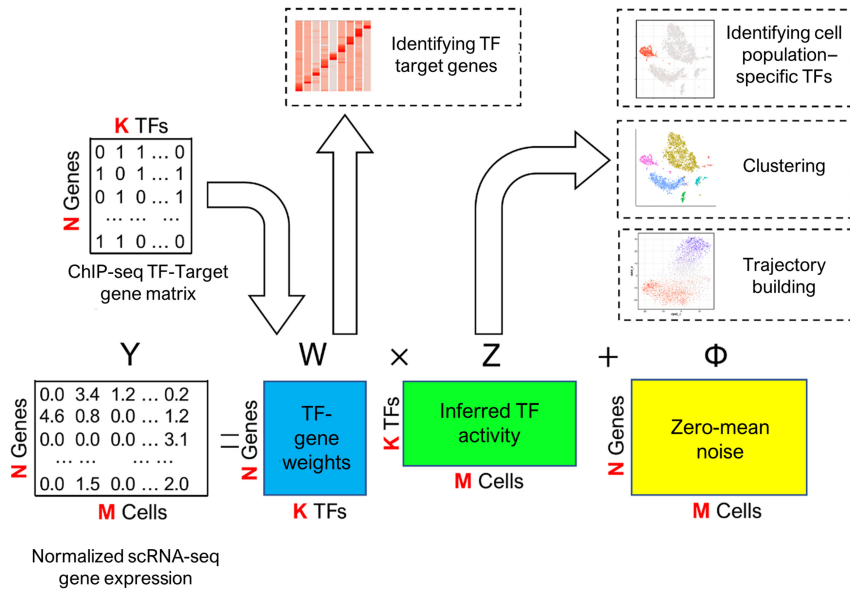 Identifying TF
target genes
Identifying cell
population–
specific TFs
Clustering
Trajectory
building
K TFs
N Genes
0 1 1 ... 0
1 0 1 ... 1
0 1 0 ... 1
... ... ...
1 1 0 ... 0
ChIP-seq TF-Target
gene matrix
Y
W
×
Z
+
Φ
N Genes
0.0 3.4 1.2 ... 0.2
4.6 0.8 0.0 ... 1.2
0.0 0.0 0.0 ... 3.1
... ... ... ...
0.0 1.5 0.0 ... 2.0
M Cells
=
N Genes
TF-
gene
weights
K TFs
K TFs
Inferred TF
activity
M Cells
N Genes
Zero-mean
noise
M Cells
Normalized scRNA-seq
gene expression